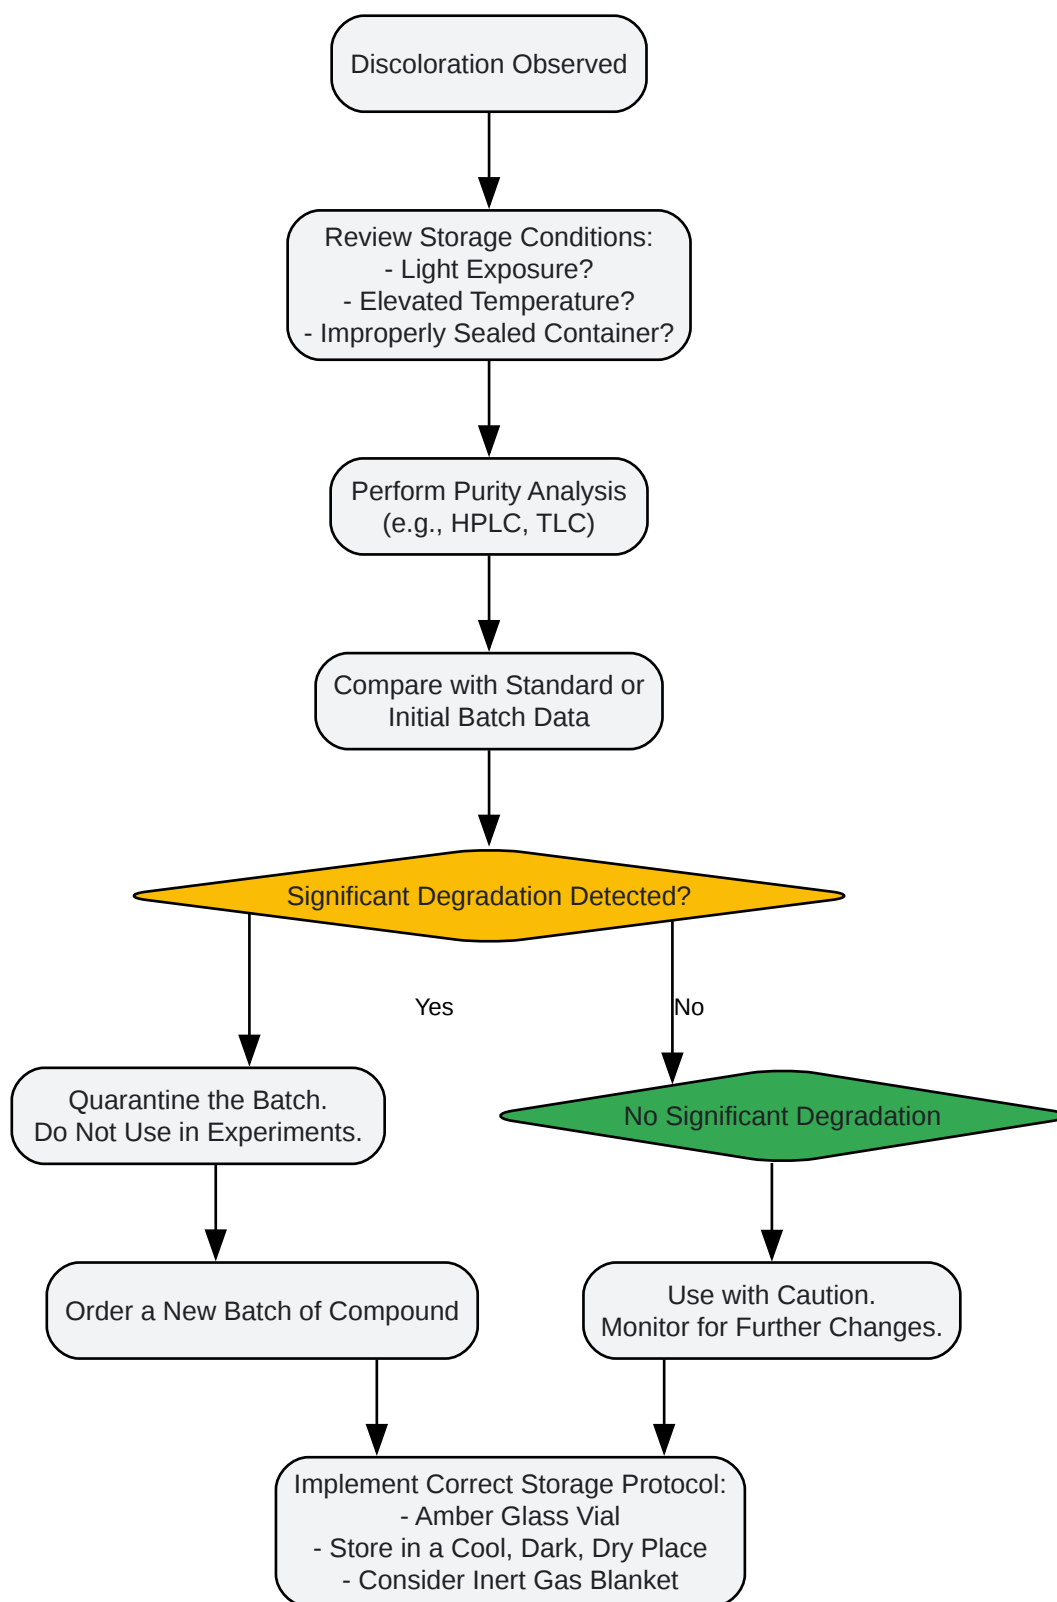 Discoloration Observed
Review Storage Conditions:
- Light Exposure?
- Elevated Temperature?
- Improperly Sealed Container?
Perform Purity Analysis
(e.g., HPLC, TLC)
Compare with Standard or
Initial Batch Data
Significant Degradation Detected?
Yes
No
Quarantine the Batch.
Do Not Use in Experiments.
No Significant Degradation
Order a New Batch of Compound
Use with Caution.
Monitor for Further Changes.
Implement Correct Storage Protocol:
- Amber Glass Vial
- Store in a Cool, Dark, Dry Place
- Consider Inert Gas Blanket